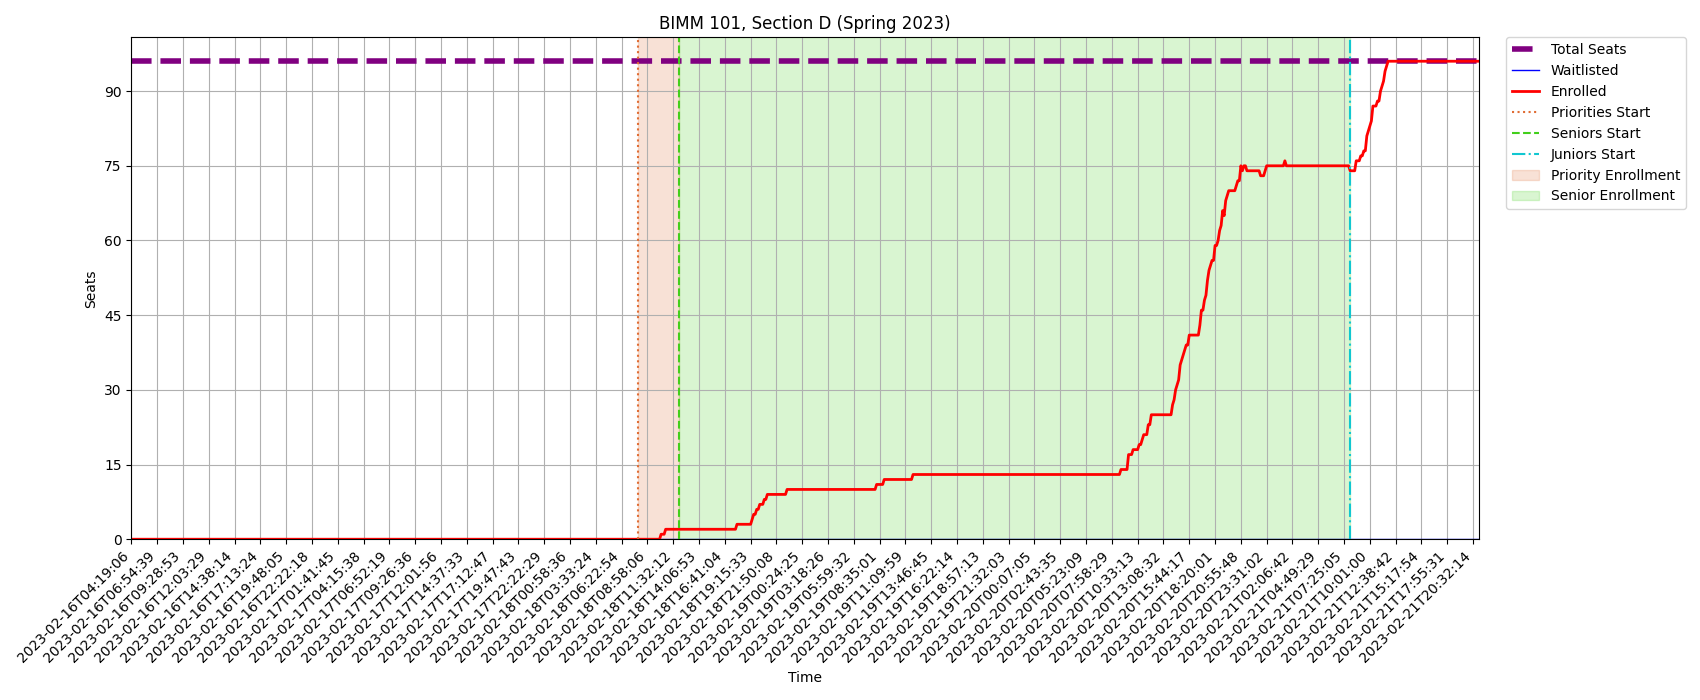 BIMM 101, Section D (Spring 2023)
Total Seats
Waitlisted
Enrolled
Priorities Start
Seniors Start
Juniors Start
Priority Enrollment
Senior Enrollment
Seats
90
75
60
45
30
15
0
2023-02-16T04:19:06
2023-02-16T06:54:39
2023-02-16T09:28:53
2023-02-16T12:03:29
2023-02-16T14:38:14
2023-02-16T17:13:24
2023-02-16T19:48:05
2023-02-16T22:22:18
2023-02-17T01:41:45
2023-02-17T04:15:38
2023-02-17T06:52:19
2023-02-17T09:26:36
2023-02-17T12:01:56
2023-02-17T14:37:33
2023-02-17T17:12:47
2023-02-17T19:47:43
2023-02-17T22:22:29
2023-02-18T00:58:36
2023-02-18T03:33:24
2023-02-18T06:22:54
2023-02-18T08:58:06
2023-02-18T11:32:12
2023-02-18T14:06:53
2023-02-18T16:41:04
2023-02-18T19:15:33
2023-02-18T21:50:08
2023-02-19T00:24:25
2023-02-19T03:18:26
2023-02-19T05:59:32
2023-02-19T08:35:01
2023-02-19T11:09:59
2023-02-19T13:46:45
2023-02-19T16:22:14
2023-02-19T18:57:13
2023-02-19T21:32:03
2023-02-20T00:07:05
2023-02-20T02:43:35
2023-02-20T05:23:09
2023-02-20T07:58:29
2023-02-20T10:33:13
2023-02-20T13:08:32
2023-02-20T15:44:17
2023-02-20T18:20:01
2023-02-20T20:55:48
2023-02-20T23:31:02
2023-02-21T02:06:42
2023-02-21T04:49:29
2023-02-21T07:25:05
2023-02-21T10:01:00
2023-02-21T12:38:42
2023-02-21T15:17:54
2023-02-21T17:55:31
2023-02-21T20:32:14
Time